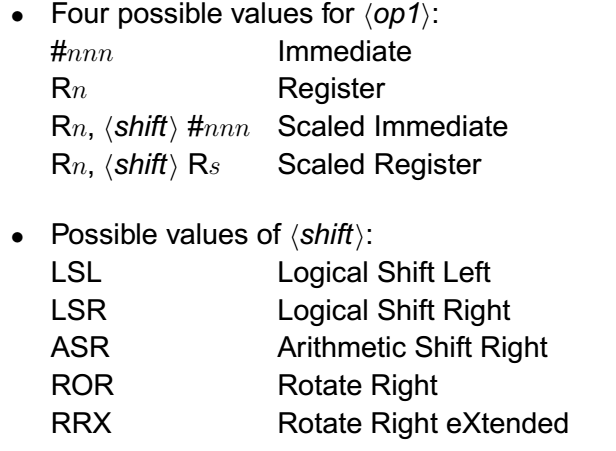 • Four possible values for ⟨op1⟩:
#nnn Immediate
Rn Register
Rn, ⟨shift⟩ #nnn Scaled Immediate
Rn, ⟨shift⟩ Rs Scaled Register
• Possible values of ⟨shift⟩:
LSL Logical Shift Left
LSR Logical Shift Right
ASR Arithmetic Shift Right
ROR Rotate Right
RRX Rotate Right eXtended